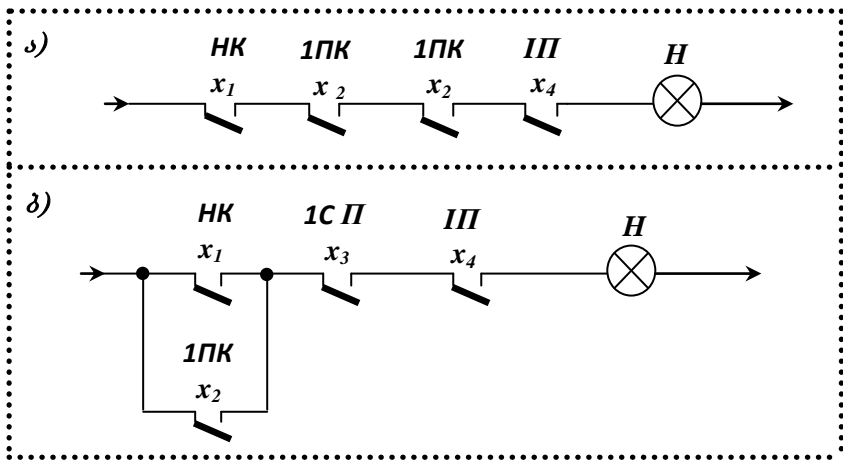 ა)
НК 1ПК 1ПК IП Н
x1 x 2 x2 x4
ბ)
НК 1С П IП Н
x1 x3 x4
1ПК
x2